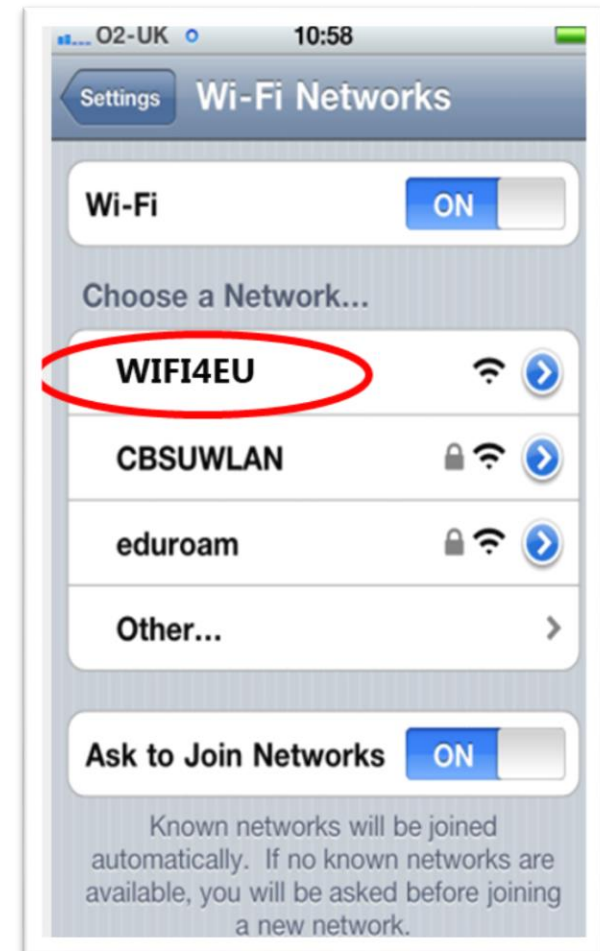 O2-UK 10:58
Settings Wi-Fi Networks
Wi-Fi ON
Choose a Network...
WIFI4EU
CBSUWLAN
eduroam
Other...
Ask to Join Networks ON
Known networks will be joined
automatically. If no known networks are
available, you will be asked before joining
a new network.